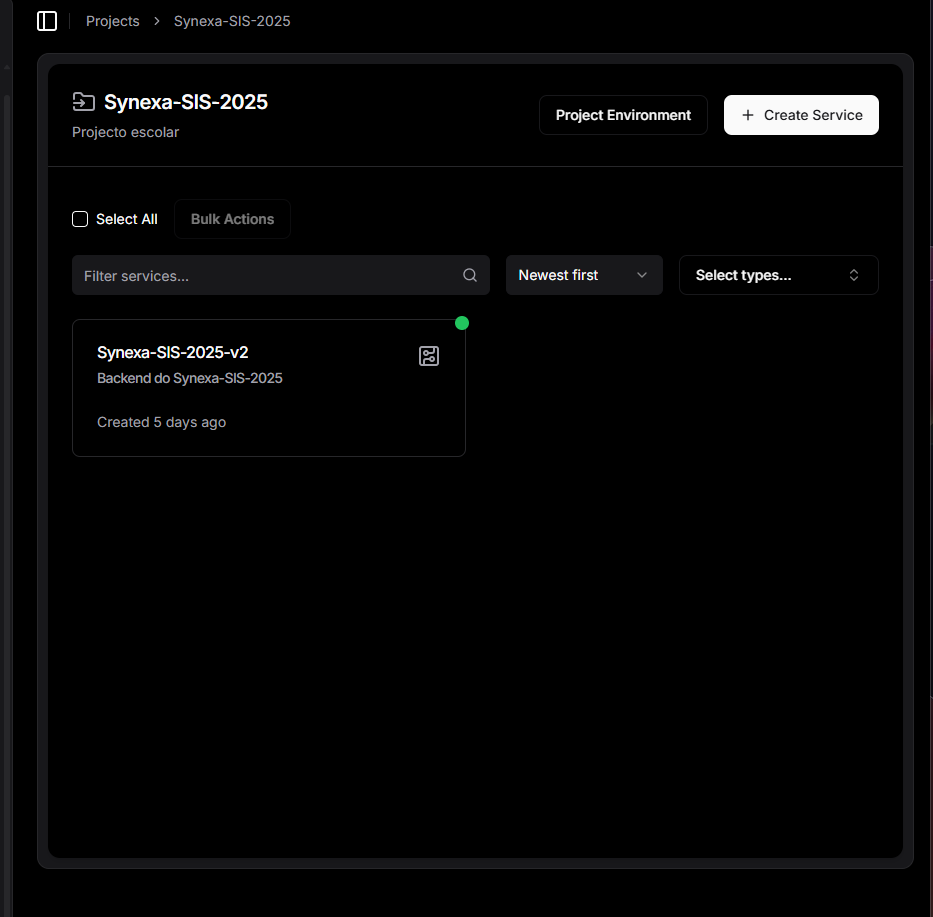 Projects > Synexa-SIS-2025
Synexa-SIS-2025
Projecto escolar
Project Environment
+ Create Service
Select All
Bulk Actions
Filter services...
Newest first
Select types...
Synexa-SIS-2025-v2
Backend do Synexa-SIS-2025
Created 5 days ago